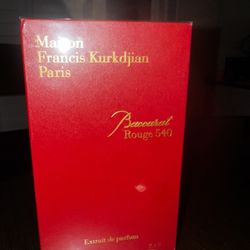 Maison
Francis Kurkdjian
Paris
Baccarat
Rouge 540
Extrait de parfum